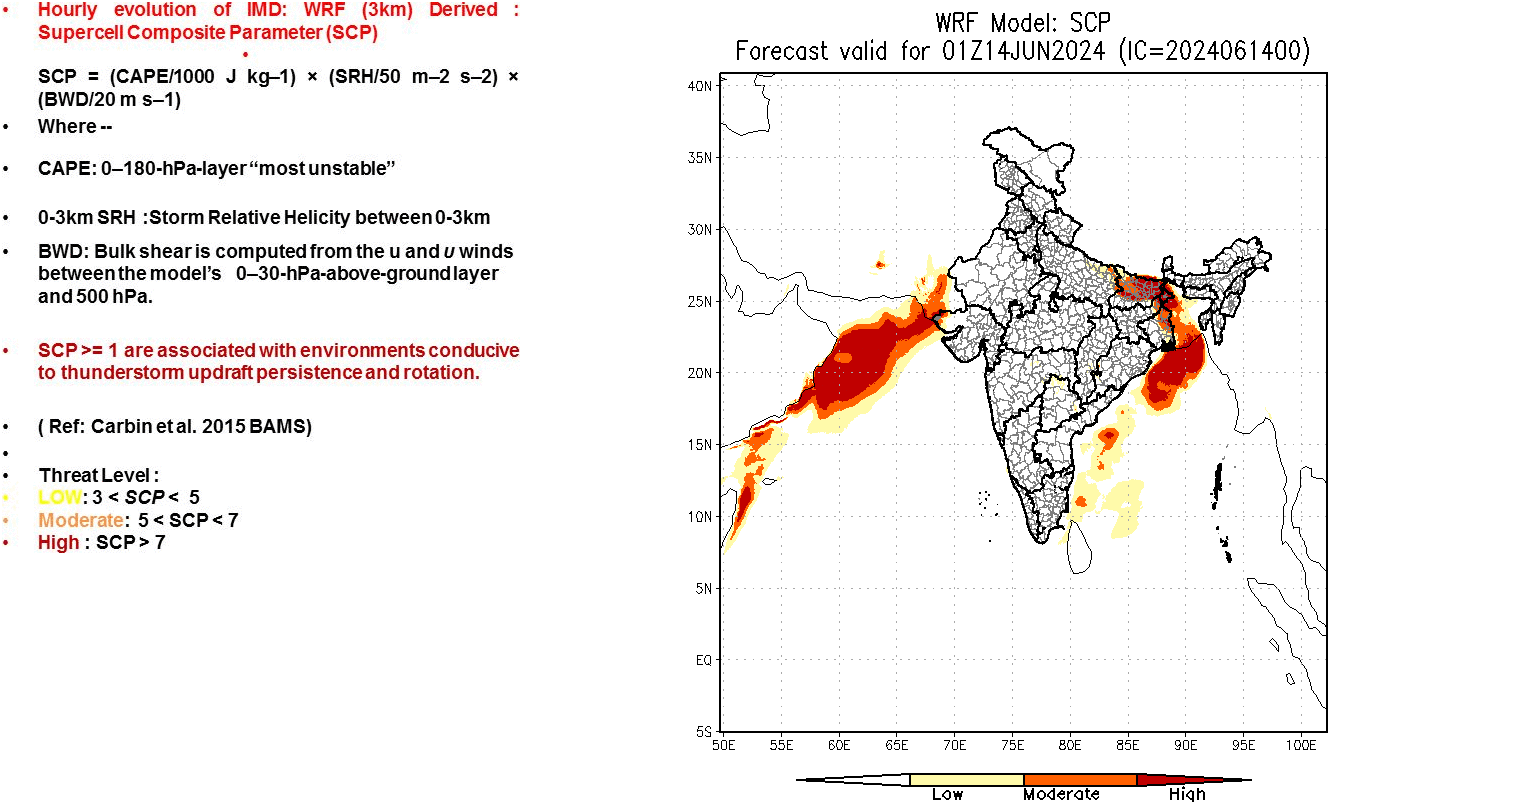 Hourly evolution of IMD: WRF (3km) Derived :
Supercell Composite Parameter (SCP)
SCP = (CAPE/1000 J kg–1) × (SRH/50 m–2 s–2) ×
(BWD/20 m s–1)
Where --
CAPE: 0–180-hPa-layer “most unstable”
0-3km SRH :Storm Relative Helicity between 0-3km
BWD: Bulk shear is computed from the u and υ winds
between the model’s 0–30-hPa-above-ground layer
and 500 hPa.
SCP >= 1 are associated with environments conducive
to thunderstorm updraft persistence and rotation.
( Ref: Carbin et al. 2015 BAMS)
Threat Level :
LOW: 3 < SCP < 5
Moderate: 5 < SCP < 7
High : SCP > 7
WRF Model: SCP
Forecast valid for 01Z14JUN2024 (IC=2024061400)
40N
35N
30N
25N
20N
15N
10N
5N
EQ
5S
50E 55E 60E 65E 70E 75E 80E 85E 90E 95E 100E
Low Moderate High